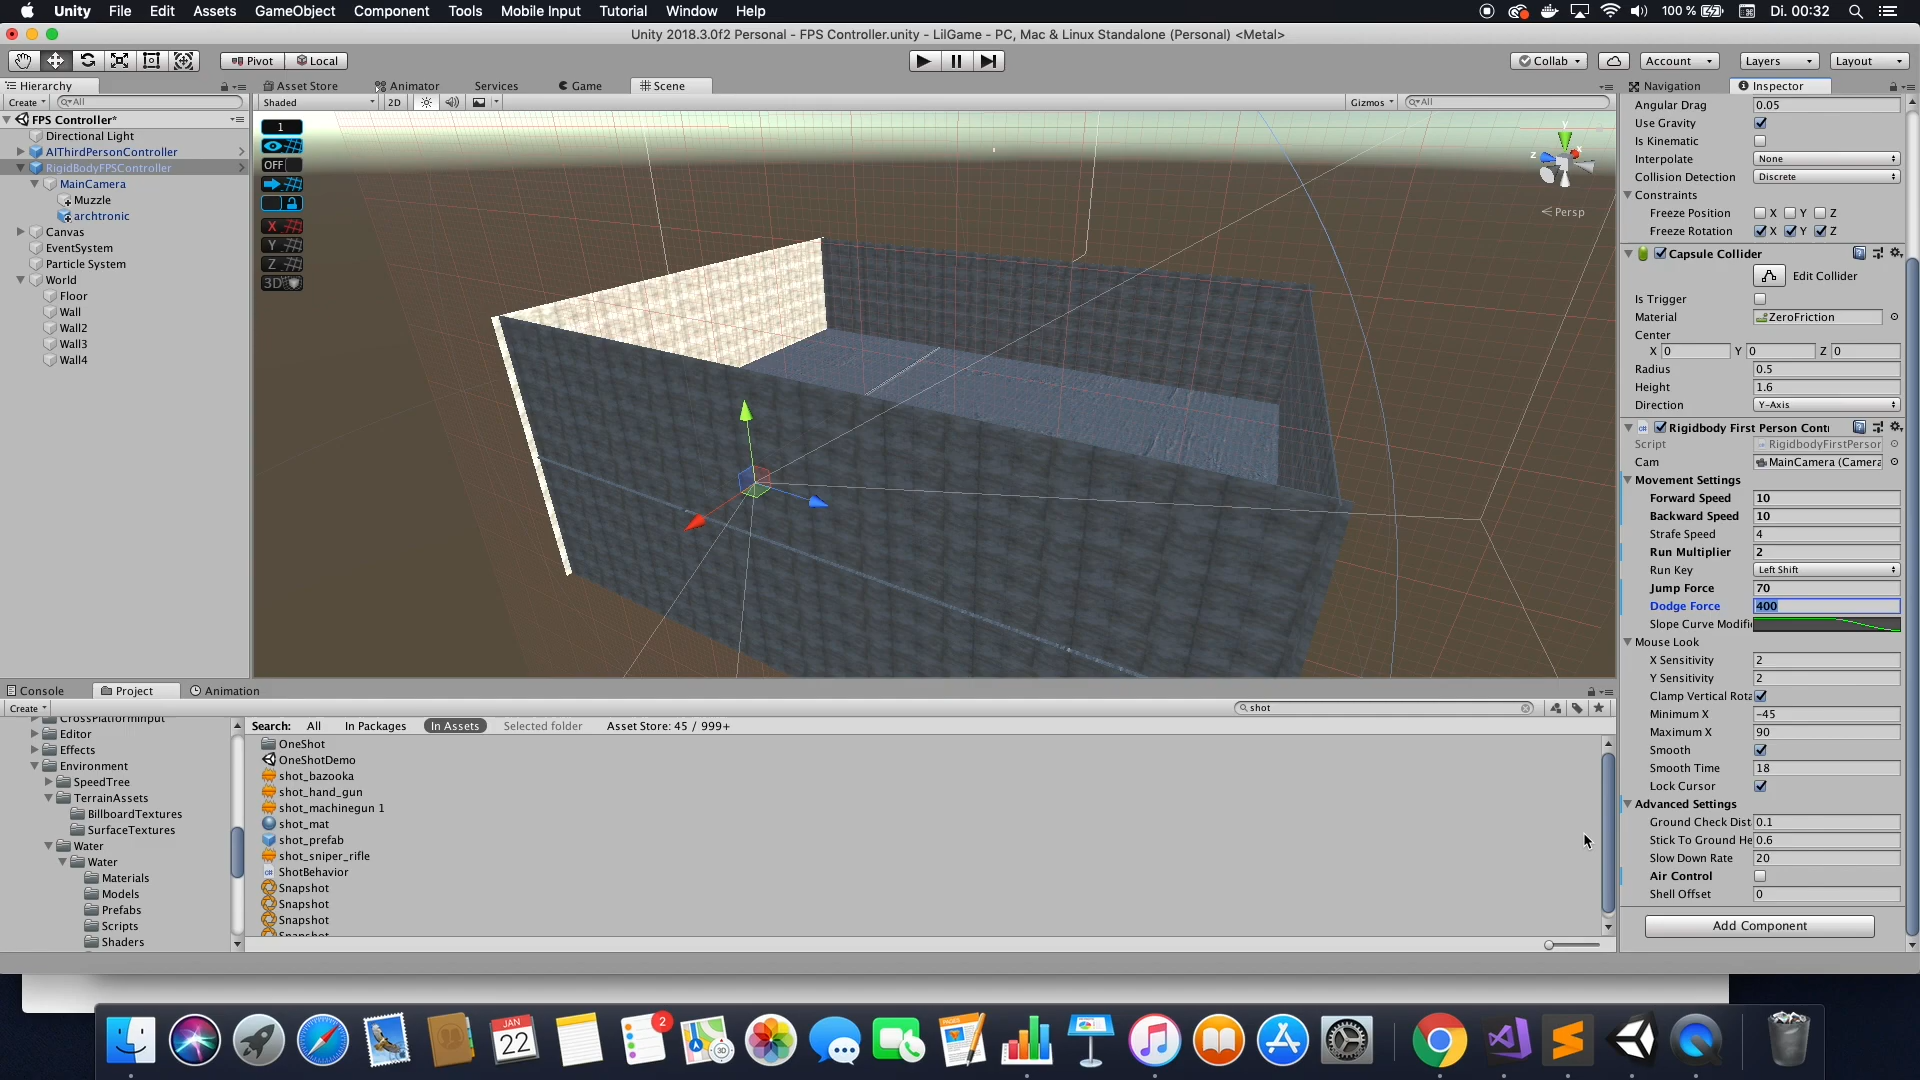 Unity File Edit Assets GameObject Component Tools Mobile Input Tutorial Window Help 100 % Di. 00:32
Unity 2018.3.0f2 Personal - FPS Controller.unity - LilGame - PC, Mac & Linux Standalone (Personal) <Metal>
Pivot Local Collab Account Layers Layout
Hierarchy Asset Store Animator Services Game Scene Navigation Inspector
Create All Shaded 2D Gizmos All
FPS Controller*
Directional Light
AIThirdPersonController
RigidBodyFPSController
MainCamera
Muzzle
archtronic
Canvas
EventSystem
Particle System
World
Floor
Wall
Wall2
Wall3
Wall4
1
OFF
X
Y
Z
3D
y
x
z
Persp
Angular Drag 0.05
Use Gravity
Is Kinematic
Interpolate None
Collision Detection Discrete
Constraints
Freeze Position X Y Z
Freeze Rotation X Y Z
Capsule Collider
Edit Collider
Is Trigger
Material ZeroFriction
Center
X 0 Y 0 Z 0
Radius 0.5
Height 1.6
Direction Y-Axis
Rigidbody First Person Cont
Script RigidbodyFirstPerson
Cam MainCamera (Camera
Movement Settings
Forward Speed 10
Backward Speed 10
Strafe Speed 4
Run Multiplier 2
Run Key Left Shift
Jump Force 70
Dodge Force 400
Slope Curve Modifi
Mouse Look
X Sensitivity 2
Y Sensitivity 2
Clamp Vertical Rota
Minimum X -45
Maximum X 90
Smooth
Smooth Time 18
Lock Cursor
Advanced Settings
Ground Check Dist 0.1
Stick To Ground He 0.6
Slow Down Rate 20
Air Control
Shell Offset 0
Add Component
Console Project Animation
Create shot
Search: All In Packages In Assets Selected folder Asset Store: 45 / 999+
CrossPlatformInput
Editor
Effects
Environment
SpeedTree
TerrainAssets
BillboardTextures
SurfaceTextures
Water
Water
Materials
Models
Prefabs
Scripts
Shaders
OneShot
OneShotDemo
shot_bazooka
shot_hand_gun
shot_machinegun 1
shot_mat
shot_prefab
shot_sniper_rifle
ShotBehavior
Snapshot
Snapshot
Snapshot
Snapshot
JAN
22
2
3D
PAGES